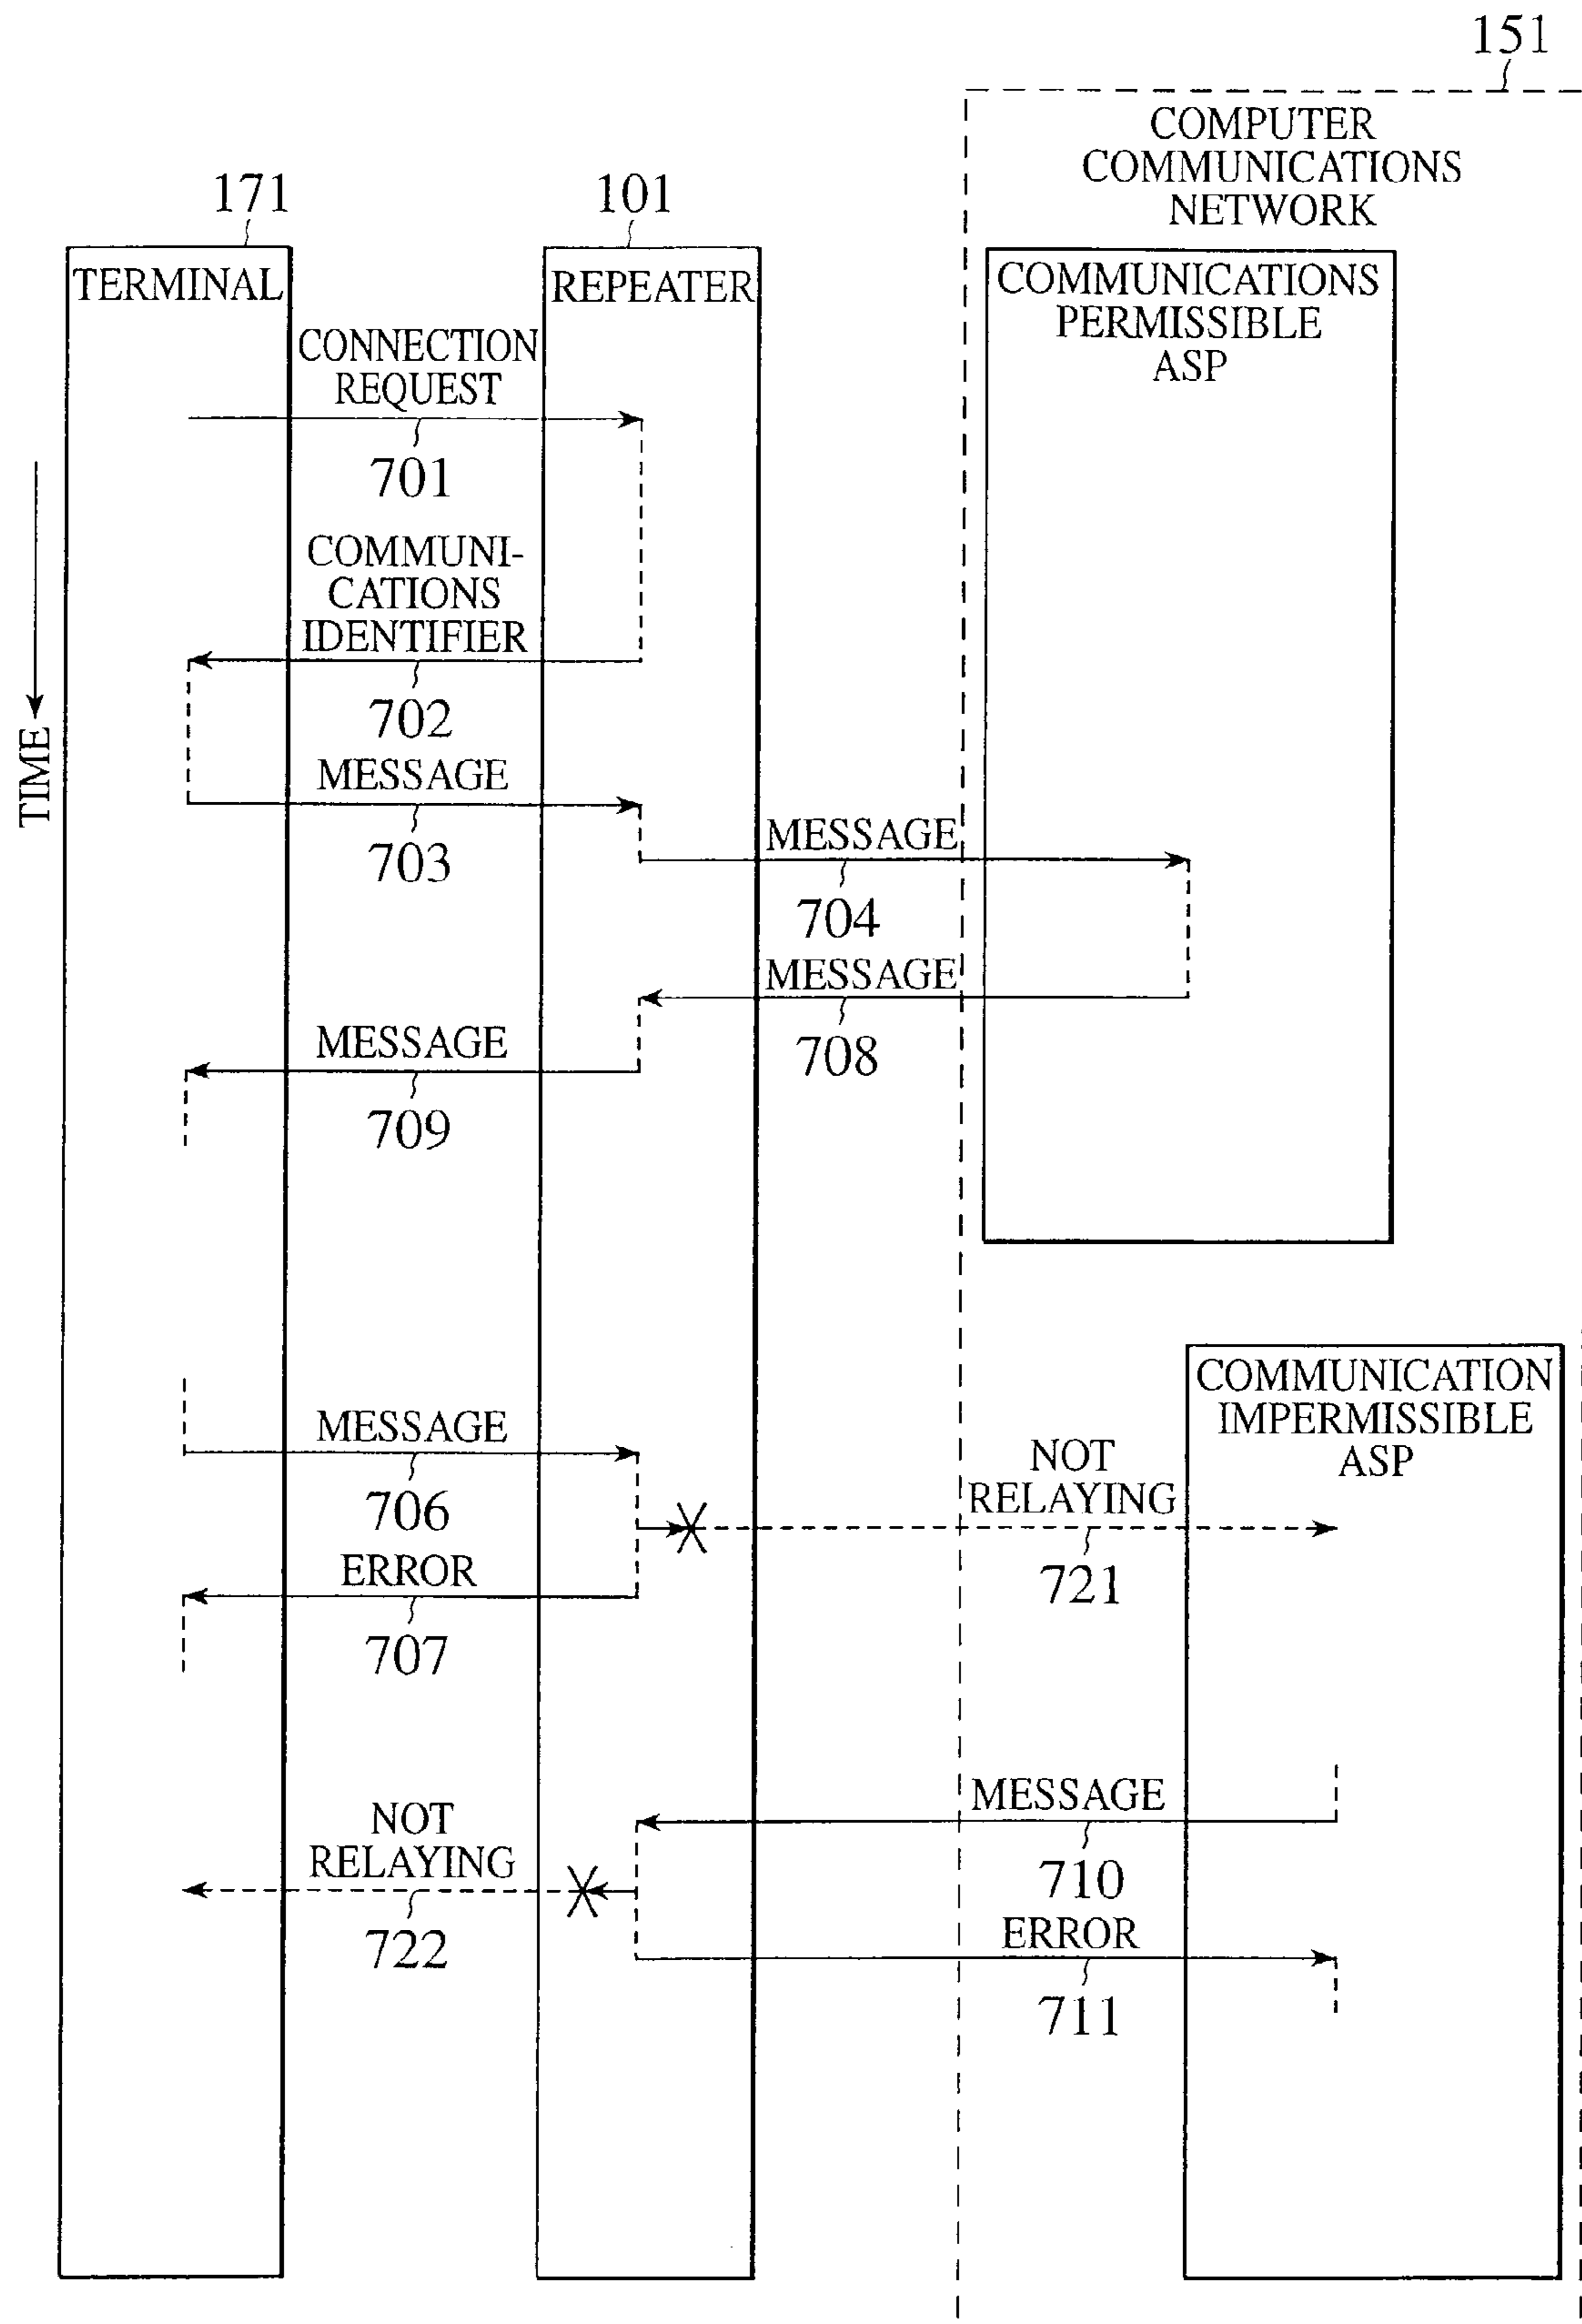 151
COMPUTER
COMMUNICATIONS
NETWORK
171
101
TERMINAL
REPEATER
COMMUNICATIONS
PERMISSIBLE
ASP
CONNECTION
REQUEST
701
COMMUNI-
CATIONS
IDENTIFIER
702
TIME
MESSAGE
703
MESSAGE
704
MESSAGE
708
MESSAGE
709
COMMUNICATION
IMPERMISSIBLE
ASP
MESSAGE
706
NOT
RELAYING
721
ERROR
707
MESSAGE
710
NOT
RELAYING
722
ERROR
711